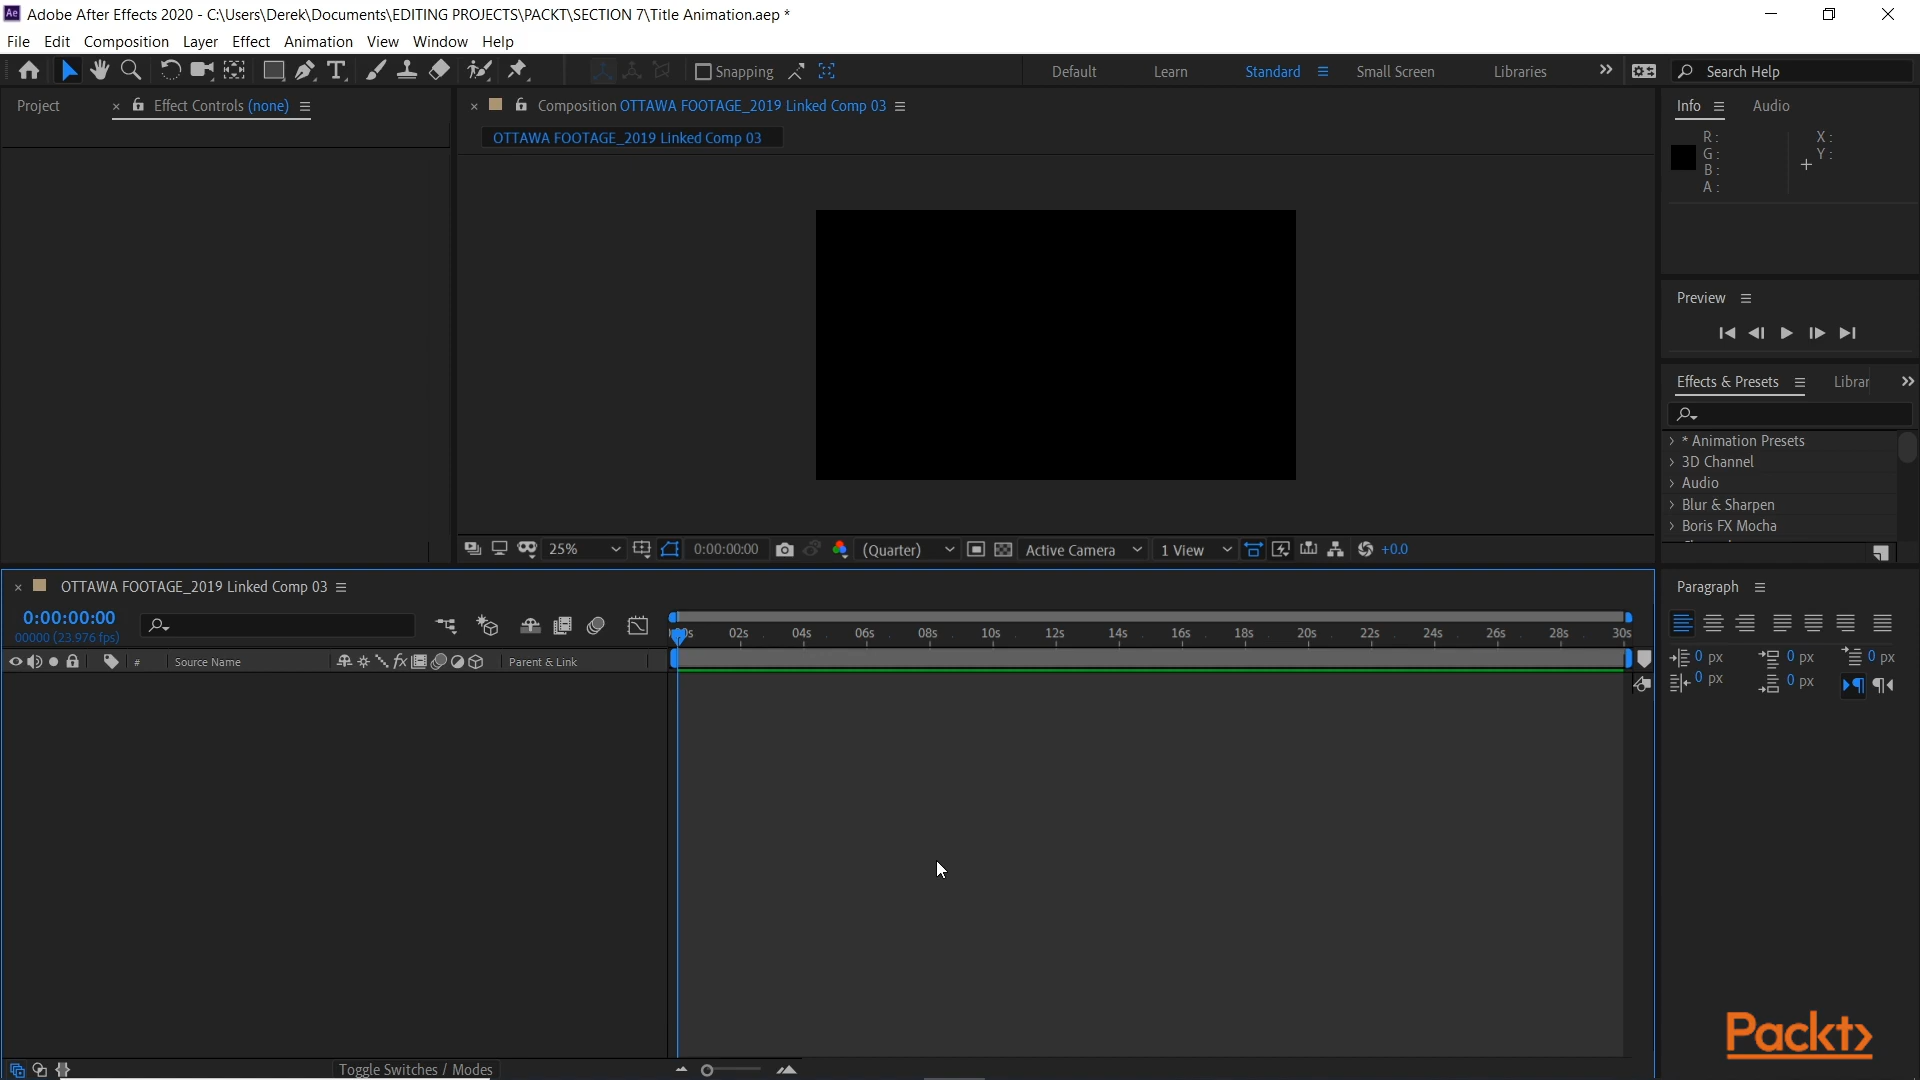 Adobe After Effects 2020 - C:\Users\Derek\Documents\EDITING PROJECTS\PACKT\SECTION 7\Title Animation.aep *
File Edit Composition Layer Effect Animation View Window Help
Snapping
Default Learn Standard Small Screen Libraries
Search Help
Project
Effect Controls (none)
Composition OTTAWA FOOTAGE_2019 Linked Comp 03
OTTAWA FOOTAGE_2019 Linked Comp 03
Info Audio
R :
G :
B :
A :
X :
Y :
Preview
Effects & Presets Librar
* Animation Presets
3D Channel
Audio
Blur & Sharpen
Boris FX Mocha
25% 0:00:00:00 (Quarter) Active Camera 1 View +0.0
OTTAWA FOOTAGE_2019 Linked Comp 03
0:00:00:00
00000 (23.976 fps)
02s 04s 06s 08s 10s 12s 14s 16s 18s 20s 22s 24s 26s 28s 30s
# Source Name fx Parent & Link
Paragraph
0 px 0 px 0 px
0 px 0 px
Toggle Switches / Modes
Packt>